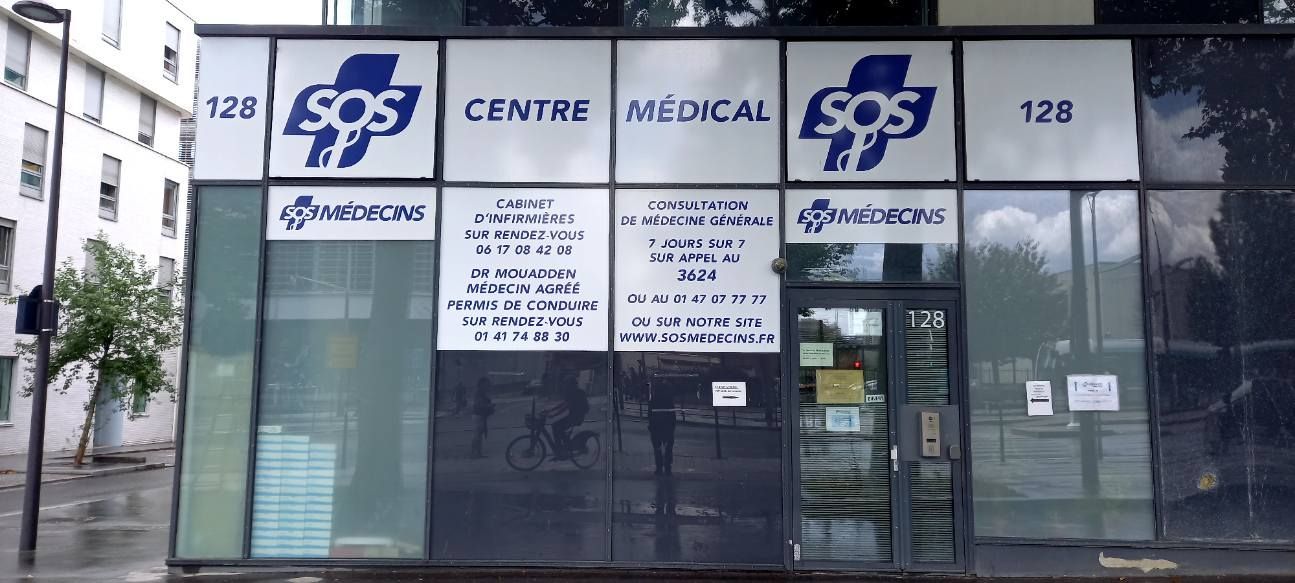 128
SOS
CENTRE
MÉDICAL
SOS
128
SOS MÉDECINS
CABINET
D'INFIRMIÈRES
SUR RENDEZ-VOUS
06 17 08 42 08
DR MOUADDEN
MÉDECIN AGRÉÉ
PERMIS DE CONDUIRE
SUR RENDEZ-VOUS
01 41 74 88 30
CONSULTATION
DE MÉDECINE GÉNÉRALE
7 JOURS SUR 7
SUR APPEL AU
3624
OU AU 01 47 07 77 77
OU SUR NOTRE SITE
WWW.SOSMEDECINS.FR
SOS MÉDECINS
128